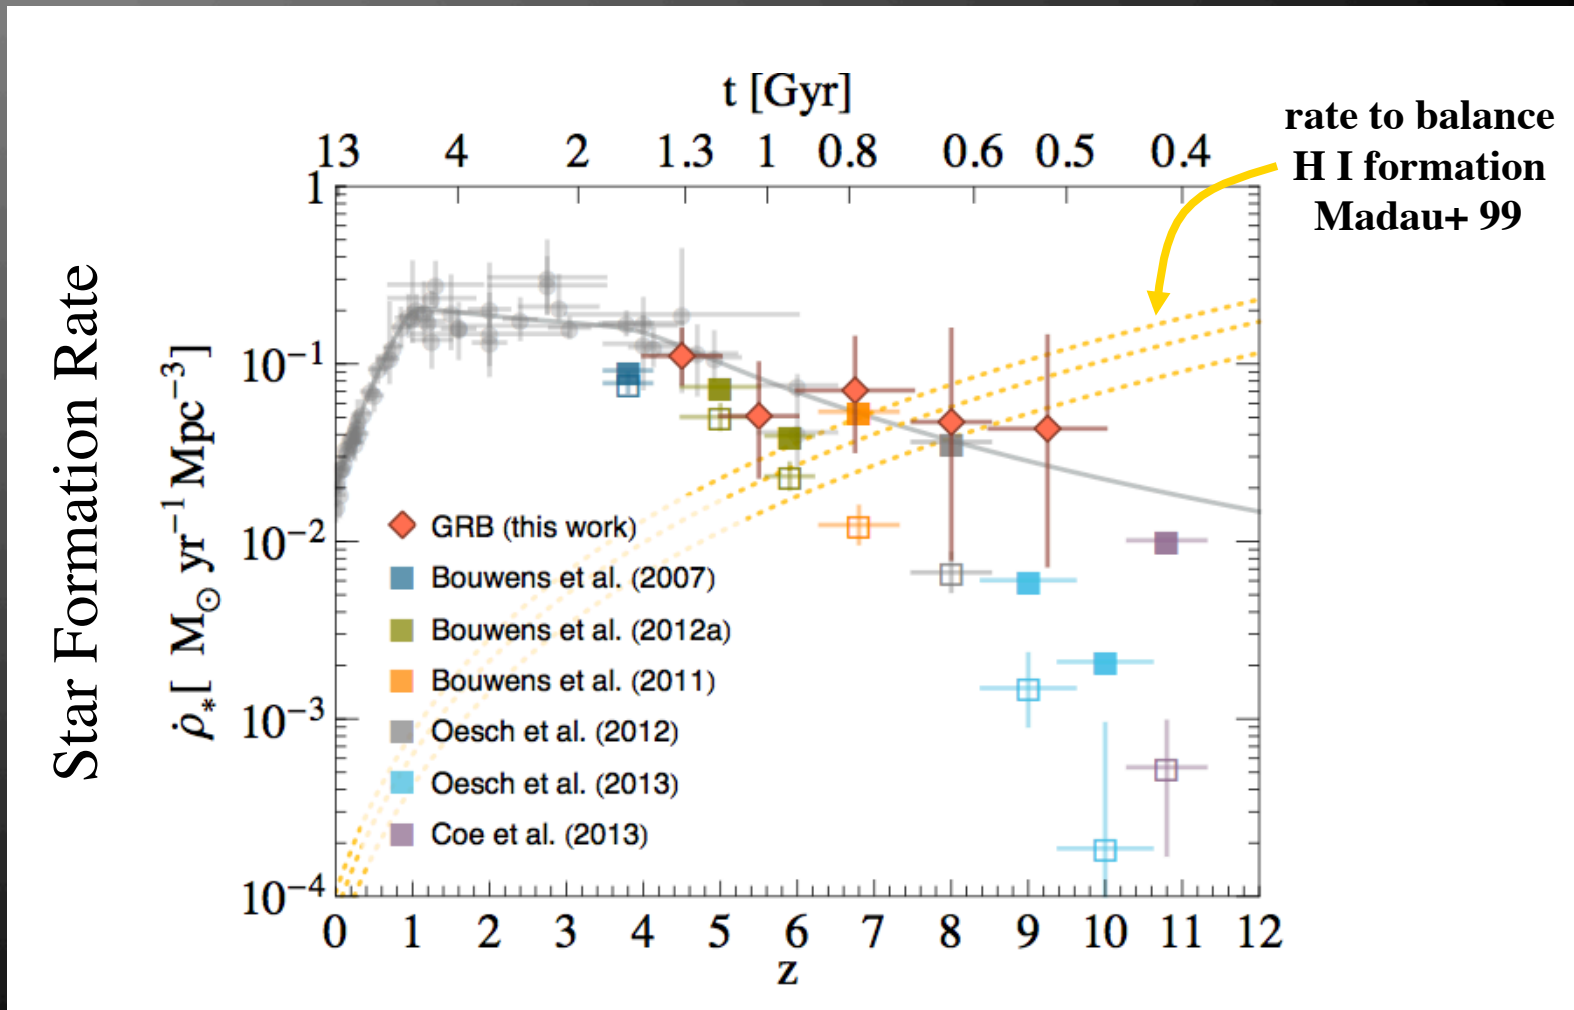 t [Gyr]
13 4 2 1.3 1 0.8 0.6 0.5 0.4
rate to balance
H I formation
Madau+ 99
Star Formation Rate
ρ̇* [ M⊙ yr⁻¹ Mpc⁻³]
1
10⁻¹
10⁻²
10⁻³
10⁻⁴
GRB (this work)
Bouwens et al. (2007)
Bouwens et al. (2012a)
Bouwens et al. (2011)
Oesch et al. (2012)
Oesch et al. (2013)
Coe et al. (2013)
0 1 2 3 4 5 6 7 8 9 10 11 12
z